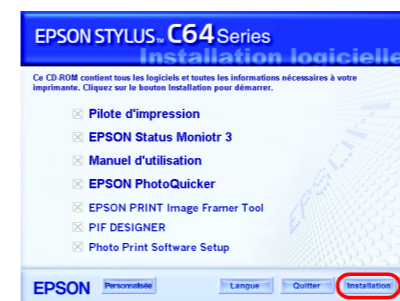 EPSON STYLUS™ C64 Series
Installation logicielle
Ce CD-ROM contient tous les logiciels et toutes les informations nécessaires à votre
imprimante. Cliquez sur le bouton Installation pour démarrer.
Pilote d'impression
EPSON Status Moniotr 3
Manuel d'utilisation
EPSON PhotoQuicker
EPSON PRINT Image Framer Tool
PIF DESIGNER
Photo Print Software Setup
EPSON Personnalisée Langue Quitter Installation
EPSON